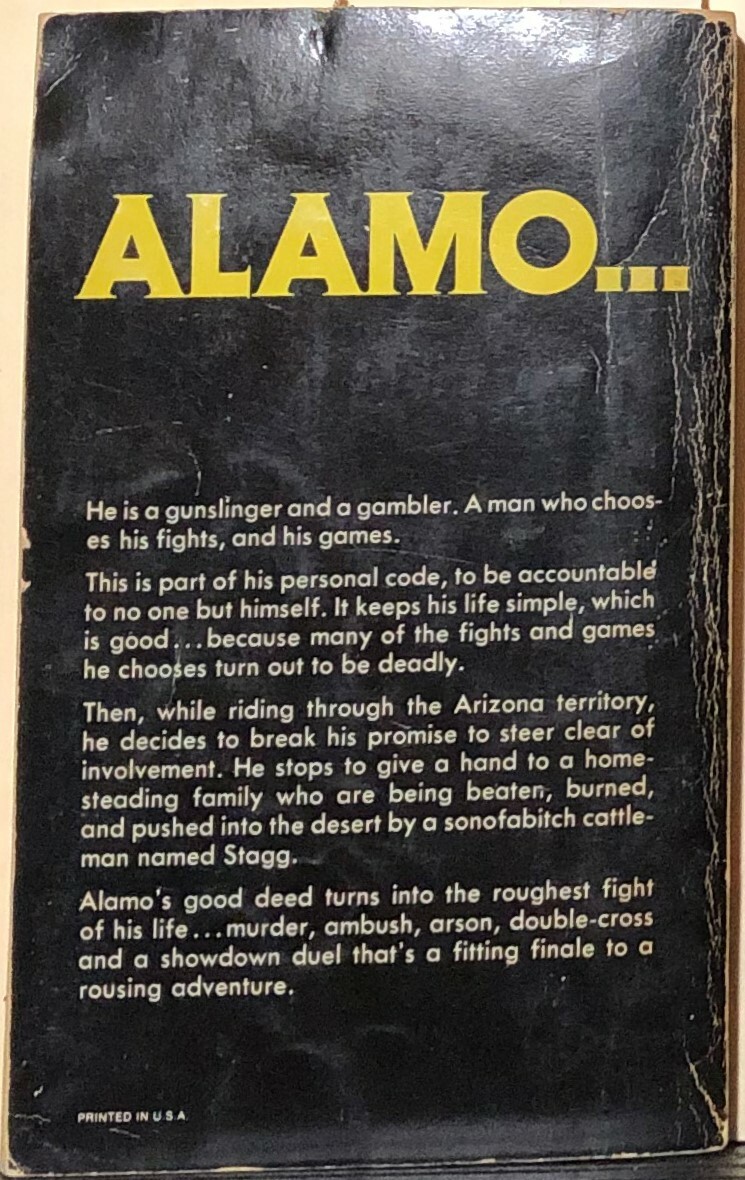 ALAMO...
He is a gunslinger and a gambler. A man who choos-
es his fights, and his games.
This is part of his personal code, to be accountable
to no one but himself. It keeps his life simple, which
is good...because many of the fights and games
he chooses turn out to be deadly.
Then, while riding through the Arizona territory,
he decides to break his promise to steer clear of
involvement. He stops to give a hand to a home-
steading family who are being beaten, burned,
and pushed into the desert by a sonofabitch cattle-
man named Stagg.
Alamo's good deed turns into the roughest fight
of his life...murder, ambush, arson, double-cross
and a showdown duel that's a fitting finale to a
rousing adventure.
PRINTED IN U.S.A.